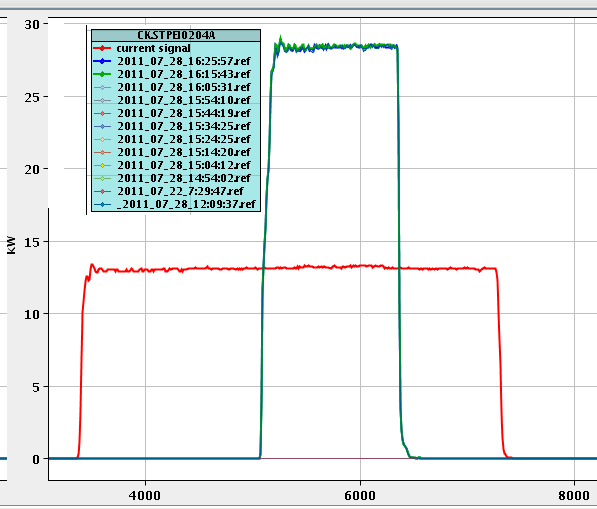 30
CK.STPEI0204A
current signal
2011_07_28_16:25:57.ref
2011_07_28_16:15:43.ref
2011_07_28_16:05:31.ref
2011_07_28_15:54:10.ref
2011_07_28_15:44:19.ref
2011_07_28_15:34:25.ref
2011_07_28_15:24:25.ref
2011_07_28_15:14:20.ref
2011_07_28_15:04:12.ref
2011_07_28_14:54:02.ref
2011_07_22_7:29:47.ref
_2011_07_28_12:09:37.ref
25
20
15
kW
10
5
0
4000
6000
8000